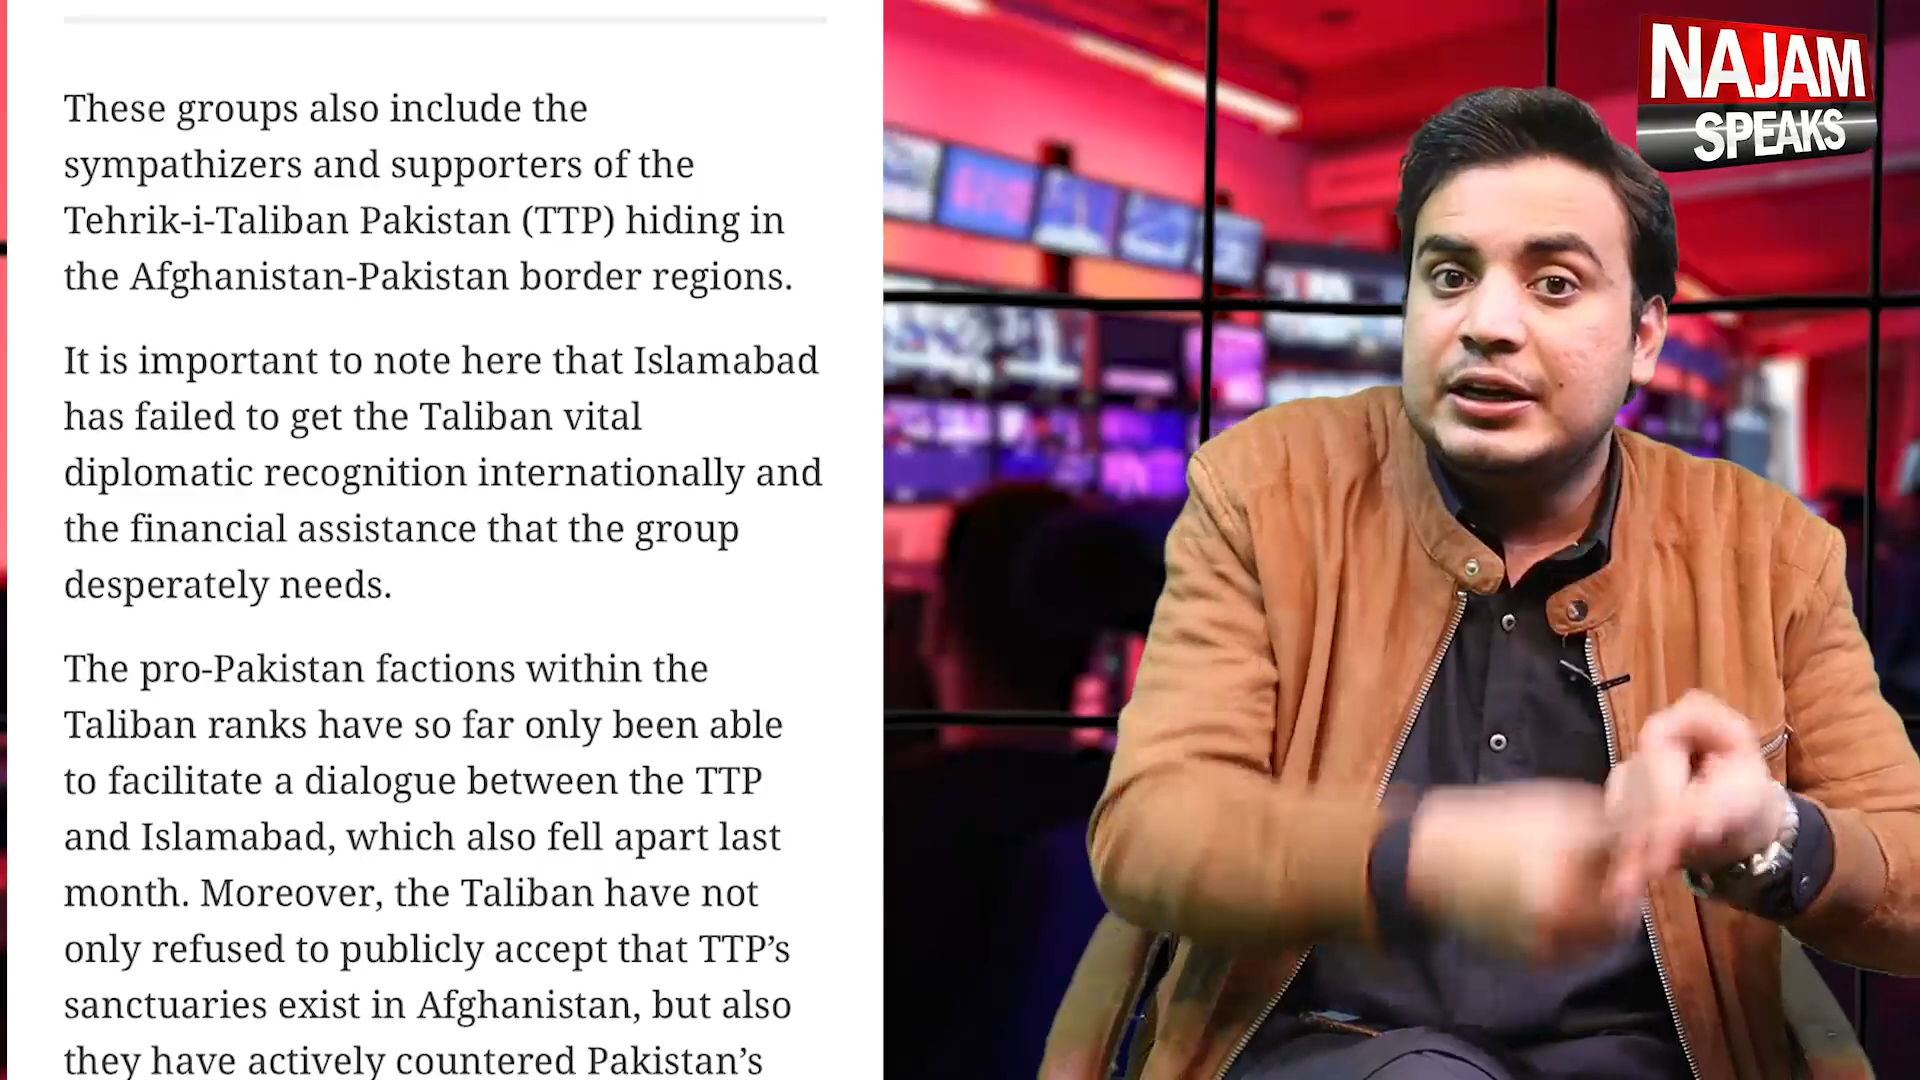 These groups also include the
sympathizers and supporters of the
Tehrik-i-Taliban Pakistan (TTP) hiding in
the Afghanistan-Pakistan border regions.
It is important to note here that Islamabad
has failed to get the Taliban vital
diplomatic recognition internationally and
the financial assistance that the group
desperately needs.
The pro-Pakistan factions within the
Taliban ranks have so far only been able
to facilitate a dialogue between the TTP
and Islamabad, which also fell apart last
month. Moreover, the Taliban have not
only refused to publicly accept that TTP’s
sanctuaries exist in Afghanistan, but also
they have actively countered Pakistan’s
NAJAM
SPEAKS